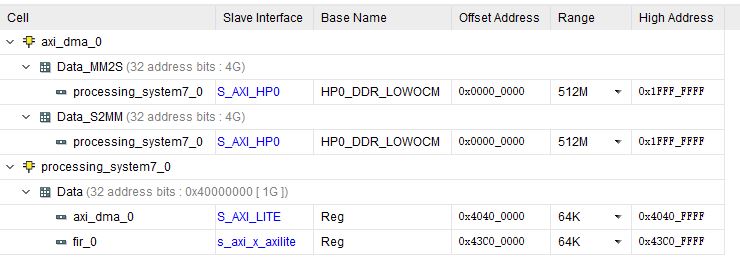 Cell Slave Interface Base Name Offset Address Range High Address
axi_dma_0
Data_MM2S (32 address bits : 4G)
processing_system7_0 S_AXI_HP0 HP0_DDR_LOWOCM 0x0000_0000 512M 0x1FFF_FFFF
Data_S2MM (32 address bits : 4G)
processing_system7_0 S_AXI_HP0 HP0_DDR_LOWOCM 0x0000_0000 512M 0x1FFF_FFFF
processing_system7_0
Data (32 address bits : 0x40000000 [ 1G ])
axi_dma_0 S_AXI_LITE Reg 0x4040_0000 64K 0x4040_FFFF
fir_0 s_axi_x_axilite Reg 0x43C0_0000 64K 0x43C0_FFFF